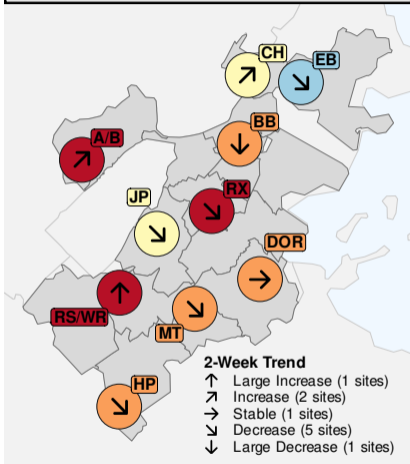 CH
EB
BB
A/B
RX
JP
DOR
RS/WR
MT
HP
2-Week Trend
↑ Large Increase (1 sites)
↗ Increase (2 sites)
→ Stable (1 sites)
↘ Decrease (5 sites)
↓ Large Decrease (1 sites)